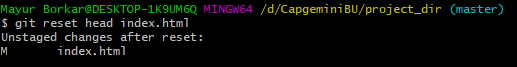 Mayur Borkar@DESKTOP-1K9UM6Q MINGW64 /d/CapgeminiBU/project_dir (master)
$ git reset head index.html
Unstaged changes after reset:
M       index.html